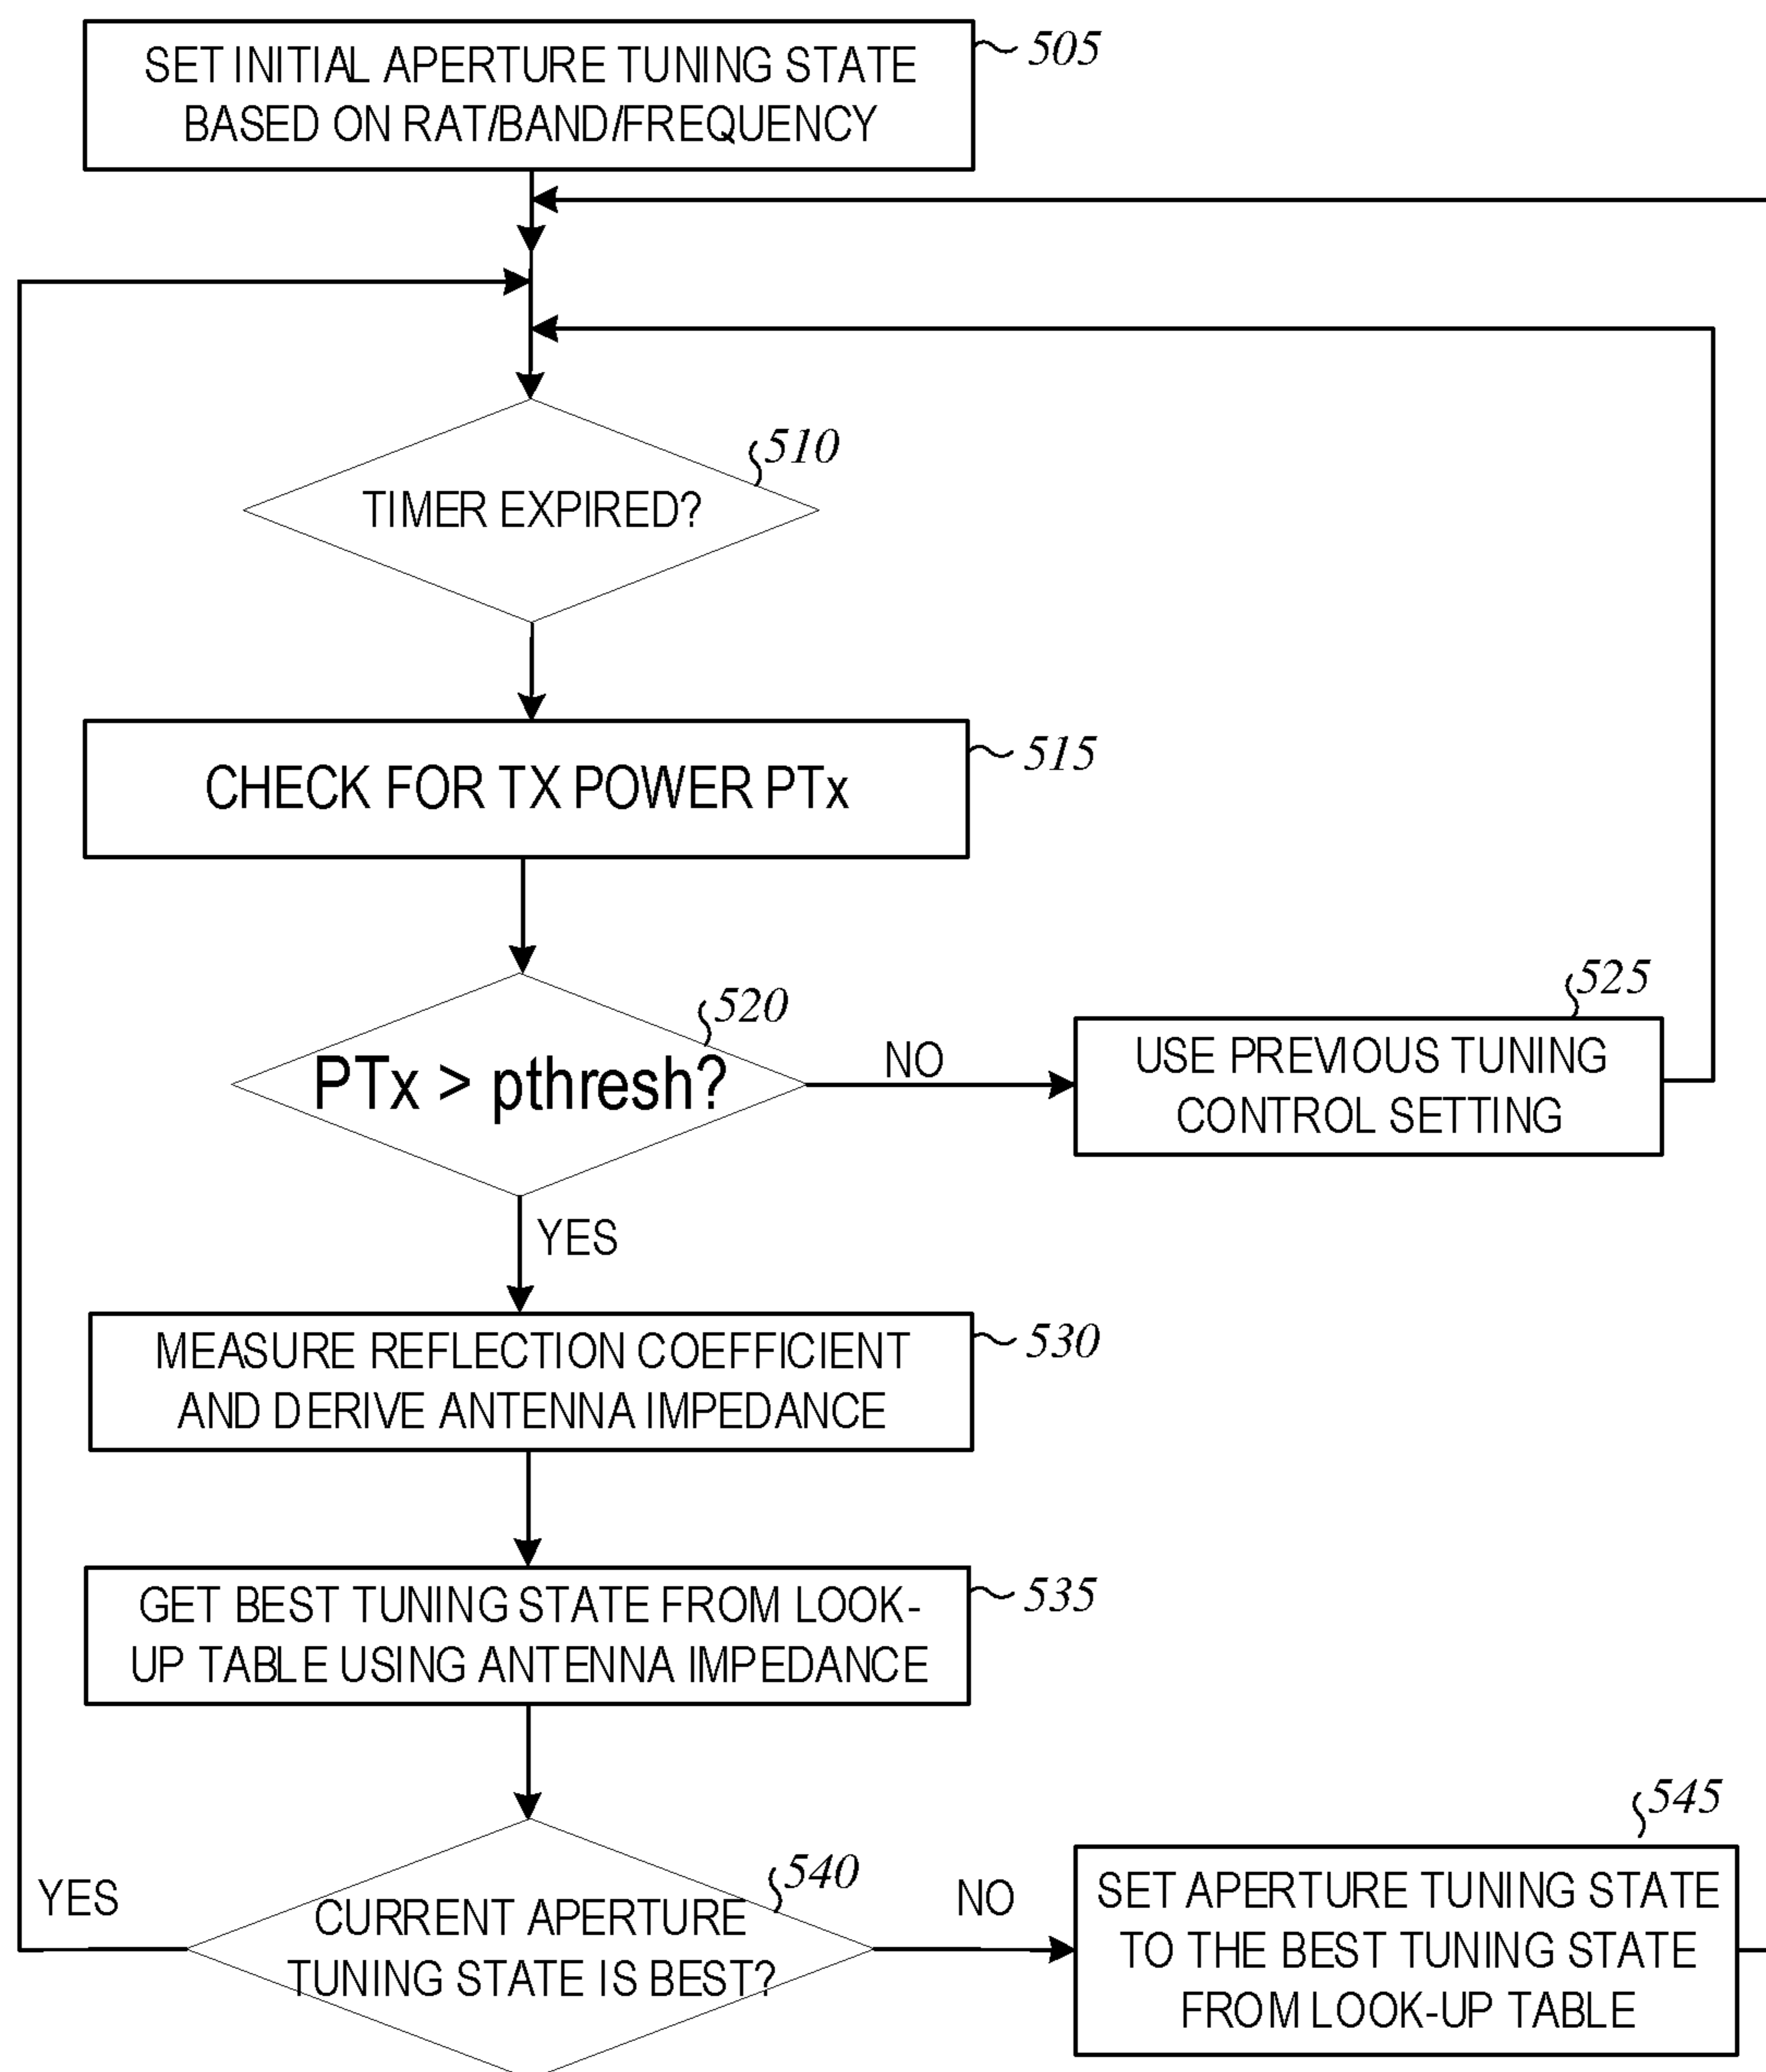 SET INITIAL APERTURE TUNING STATE
BASED ON RAT/BAND/FREQUENCY
505
TIMER EXPIRED?
510
CHECK FOR TX POWER PTx
515
PTx > pthresh?
520
NO
USE PREVIOUS TUNING
CONTROL SETTING
525
YES
MEASURE REFLECTION COEFFICIENT
AND DERIVE ANTENNA IMPEDANCE
530
GET BEST TUNING STATE FROM LOOK-
UP TABLE USING ANTENNA IMPEDANCE
535
YES
CURRENT APERTURE
TUNING STATE IS BEST?
540
NO
SET APERTURE TUNING STATE
TO THE BEST TUNING STATE
FROM LOOK-UP TABLE
545